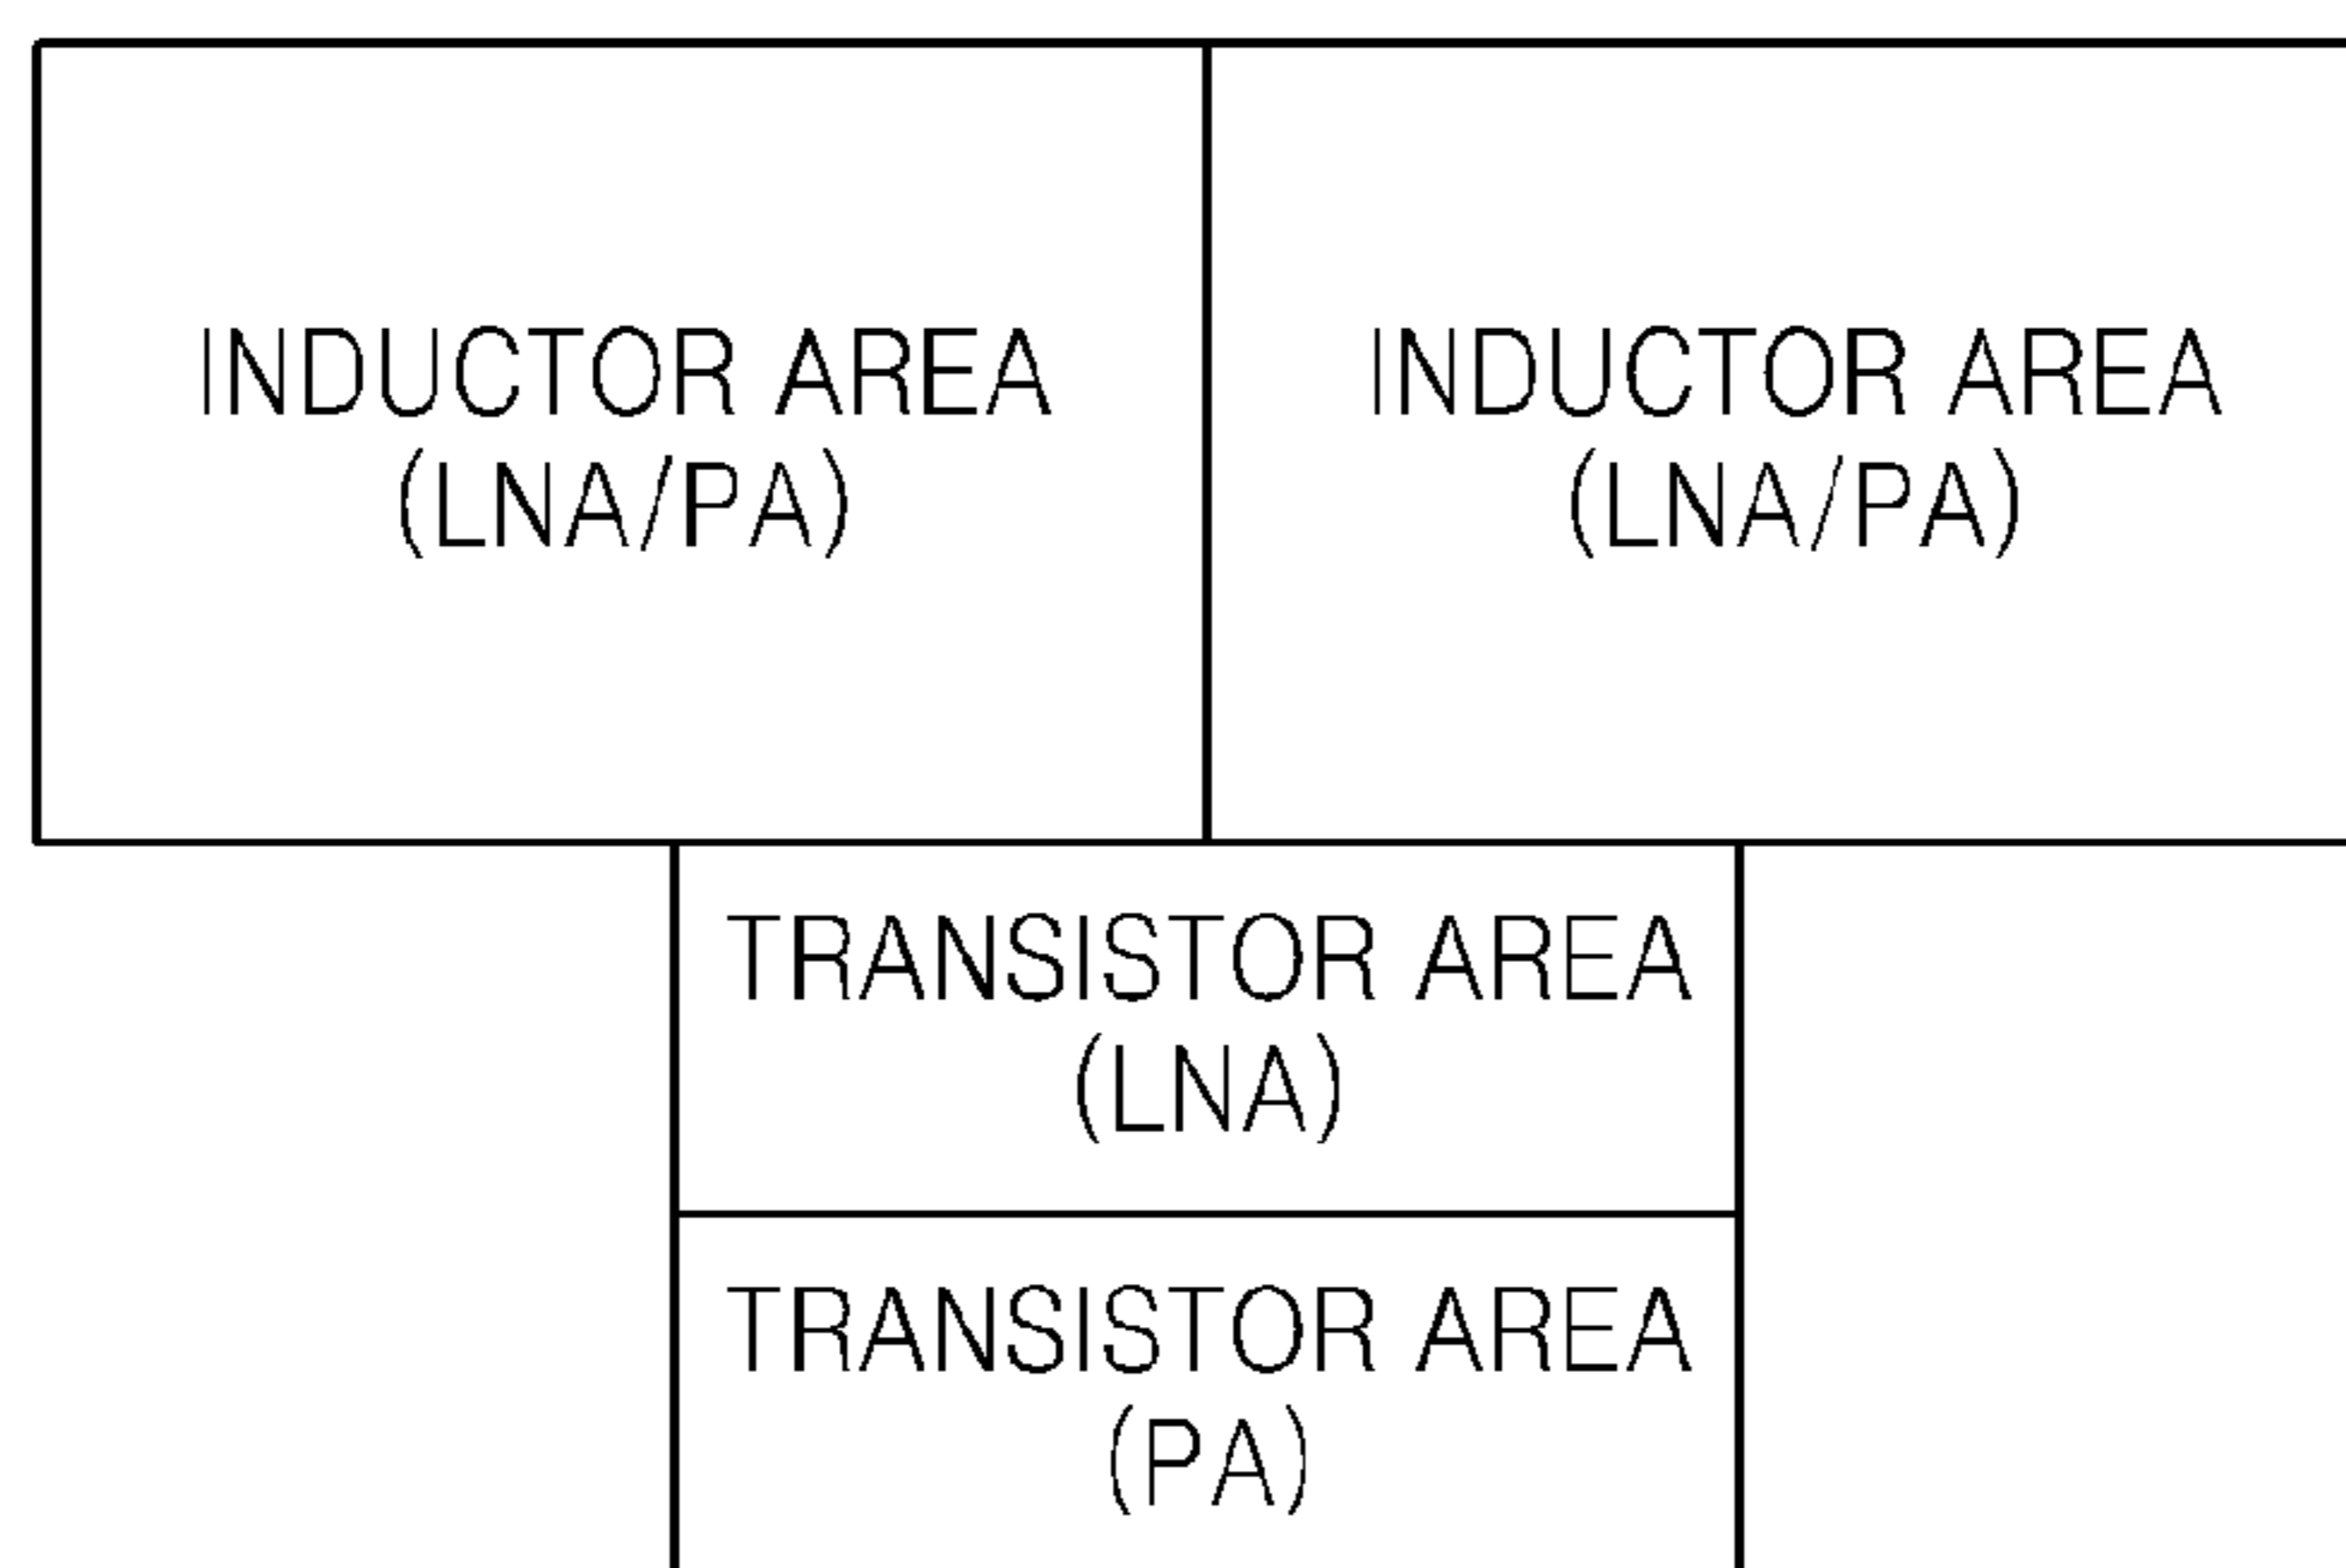 INDUCTOR AREA
(LNA/PA)
INDUCTOR AREA
(LNA/PA)
TRANSISTOR AREA
(LNA)
TRANSISTOR AREA
(PA)